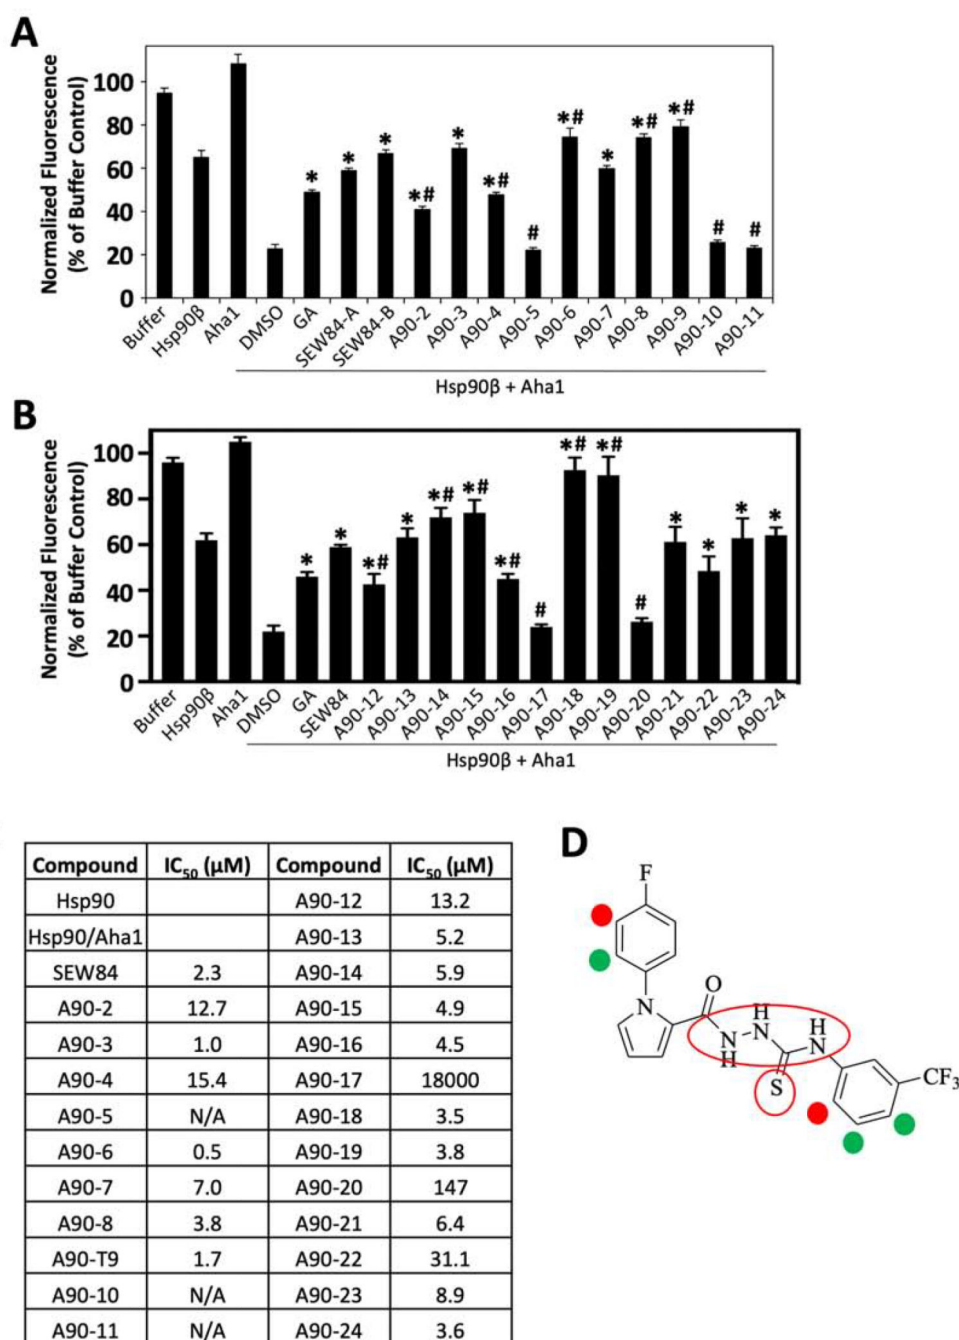 A
Normalized Fluorescence
(% of Buffer Control)
100
80
60
40
20
0
*
*
*
*#
*
*#
#
*#
*
*#
*#
#
#
Buffer
Hsp90β
Aha1
DMSO
GA
SEW84-A
SEW84-B
A90-2
A90-3
A90-4
A90-5
A90-6
A90-7
A90-8
A90-9
A90-10
A90-11
Hsp90β + Aha1
B
Normalized Fluorescence
(% of Buffer Control)
100
80
60
40
20
0
*
*
*#
*
*#
*#
*#
#
*#
*#
#
*
*
*
*
Buffer
Hsp90β
Aha1
DMSO
GA
SEW84
A90-12
A90-13
A90-14
A90-15
A90-16
A90-17
A90-18
A90-19
A90-20
A90-21
A90-22
A90-23
A90-24
Hsp90β + Aha1
Compound IC50 (μM) Compound IC50 (μM)
Hsp90 A90-12 13.2
Hsp90/Aha1 A90-13 5.2
SEW84 2.3 A90-14 5.9
A90-2 12.7 A90-15 4.9
A90-3 1.0 A90-16 4.5
A90-4 15.4 A90-17 18000
A90-5 N/A A90-18 3.5
A90-6 0.5 A90-19 3.8
A90-7 7.0 A90-20 147
A90-8 3.8 A90-21 6.4
A90-T9 1.7 A90-22 31.1
A90-10 N/A A90-23 8.9
A90-11 N/A A90-24 3.6
D
F
N
O
N
H
H
N
S
H
N
CF3